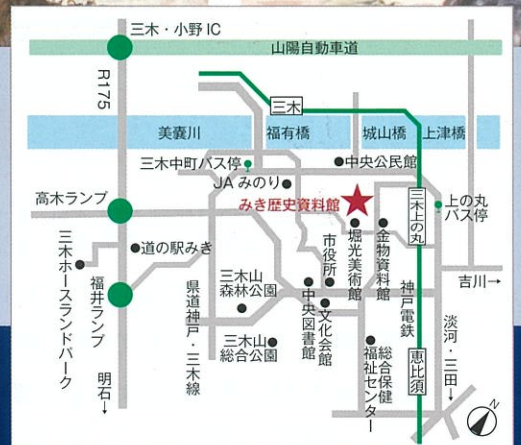 三木・小野IC
山陽自動車道
R175
三木
美嚢川
福有橋
城山橋
上津橋
三木中町バス停
中央公民館
JAみのり
みき歴史資料館
高木ランプ
三木上の丸
上の丸
バス停
道の駅みき
三木ホースランドパーク
福井ランプ
明石→
県道神戸・三木線
三木山
森林公園
三木山
総合公園
市役所
中央図書館
文化会館
堀光美術館
金物資料館
神戸電鉄
吉川→
恵比須
淡河・三田→
総合保健
福祉センター
N